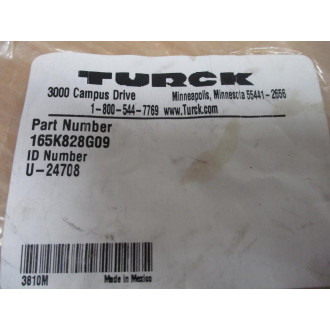 TURCK
3000 Campus Drive Minneapolis, Minnesota 55441-2656
1-800-544-7769 www.Turck.com
Part Number
165K828G09
ID Number
U-24708
3810M Made in Mexico